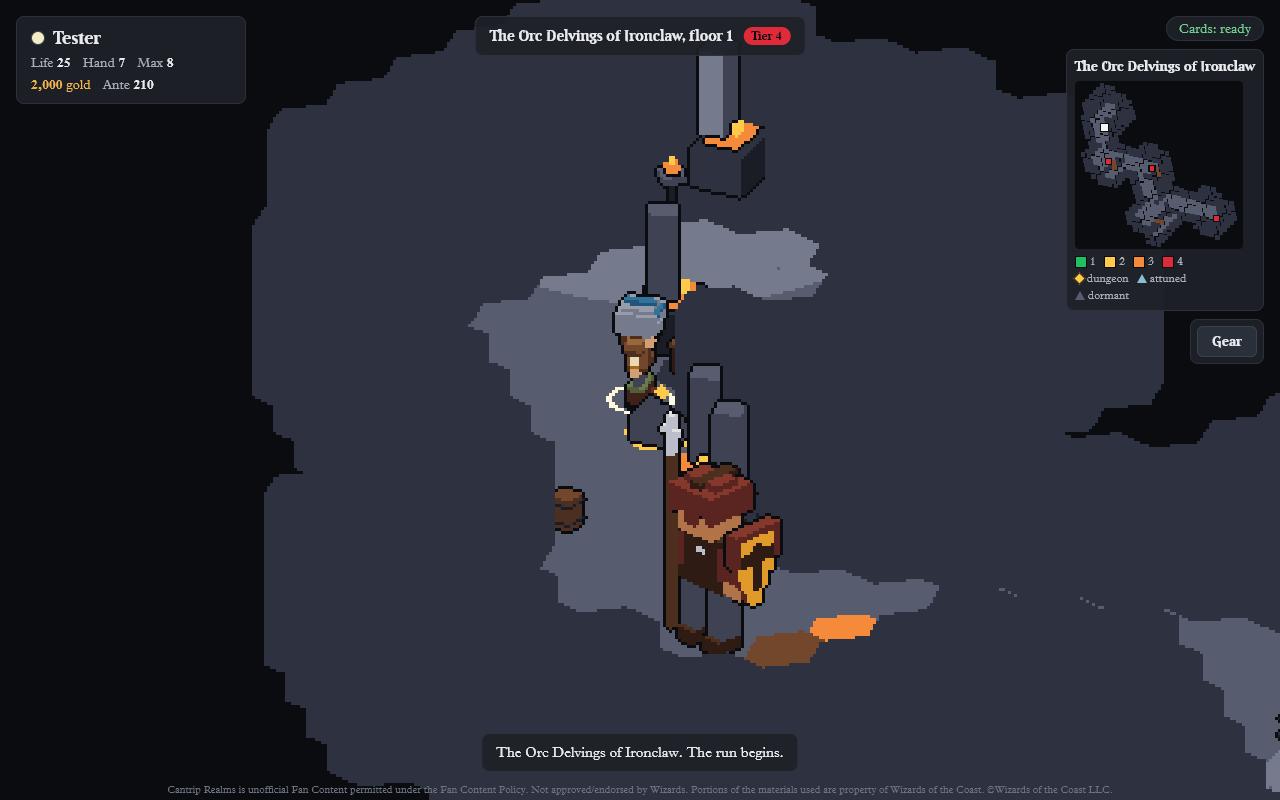 Tester
Life 25 Hand 7 Max 8
2,000 gold Ante 210
The Orc Delvings of Ironclaw, floor 1 Tier 4
Cards: ready
The Orc Delvings of Ironclaw
1 2 3 4
dungeon attuned
dormant
Gear
The Orc Delvings of Ironclaw. The run begins.
Cantrip Realms is unofficial Fan Content permitted under the Fan Content Policy. Not approved/endorsed by Wizards. Portions of the materials used are property of Wizards of the Coast. ©Wizards of the Coast LLC.